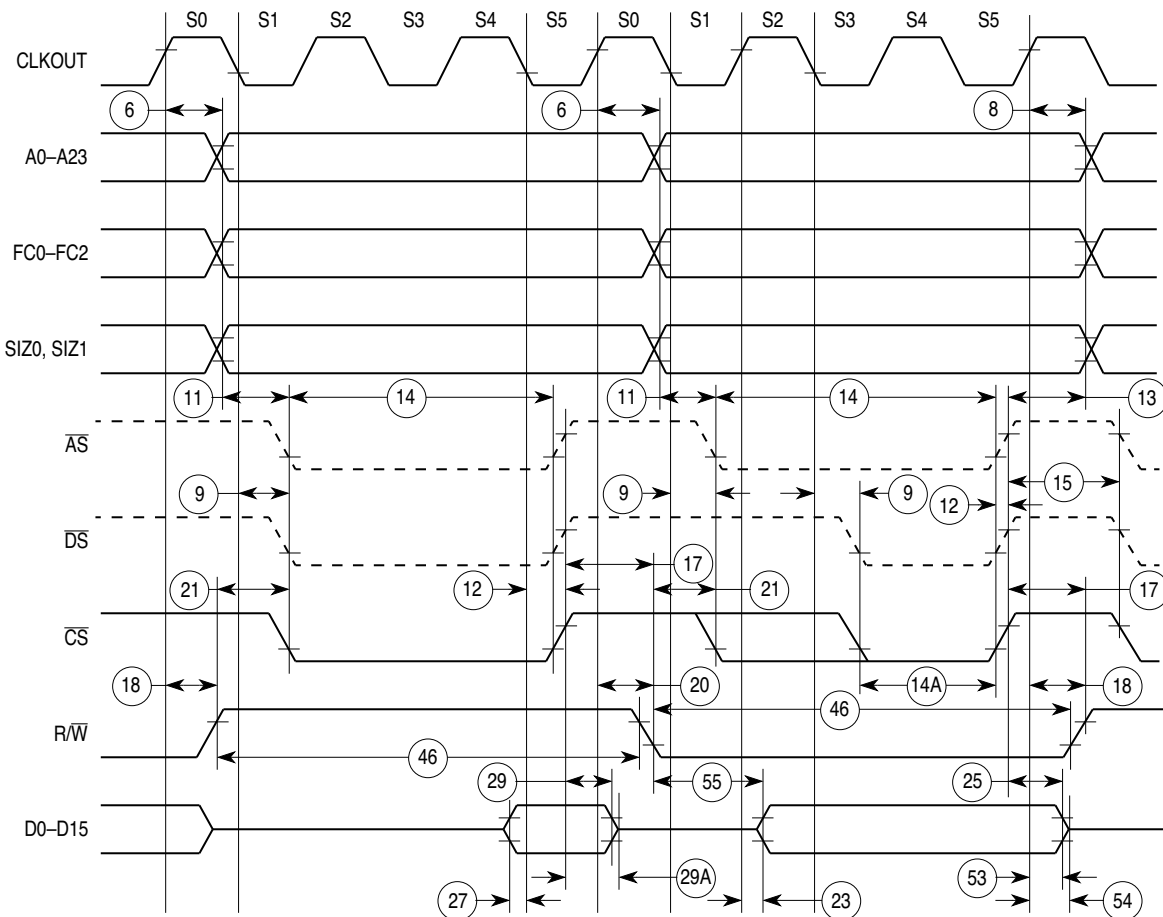 S0 S1 S2 S3 S4 S5 S0 S1 S2 S3 S4 S5
CLKOUT
6 6 8
A0–A23
FC0–FC2
SIZ0, SIZ1
11 14 11 14 13
AS
9 9 9 12 15
DS
21 12 17 21 17
CS
18 20 14A 18
R/W
46 46
29 55 25
D0–D15
27 29A 23 53 54